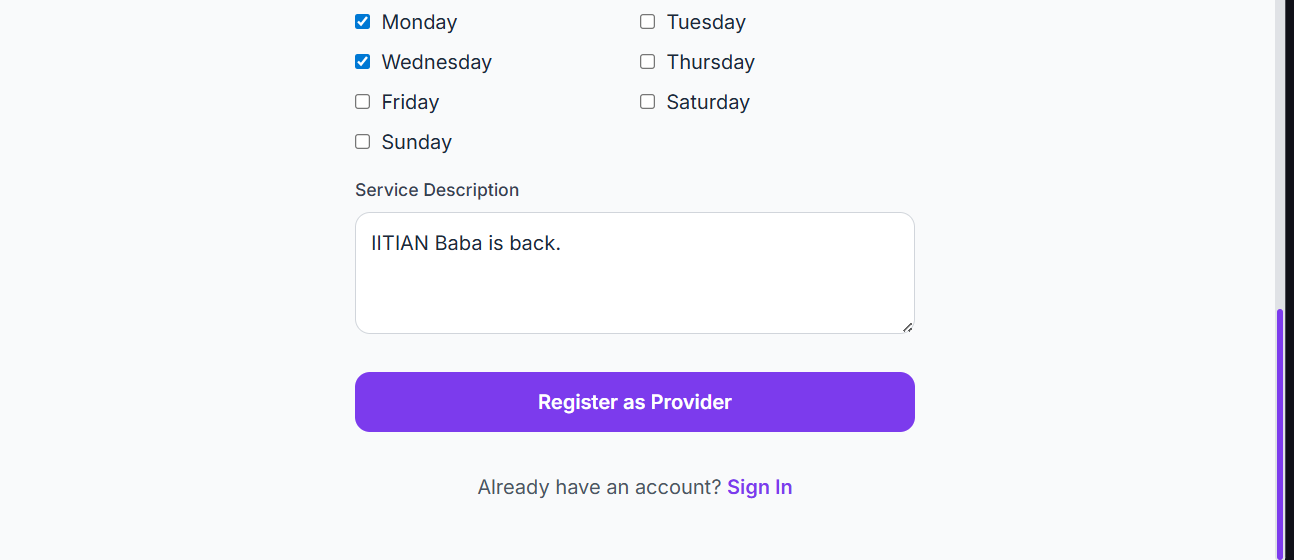 Monday Tuesday
Wednesday Thursday
Friday Saturday
Sunday
Service Description
IITIAN Baba is back.
Register as Provider
Already have an account? Sign In